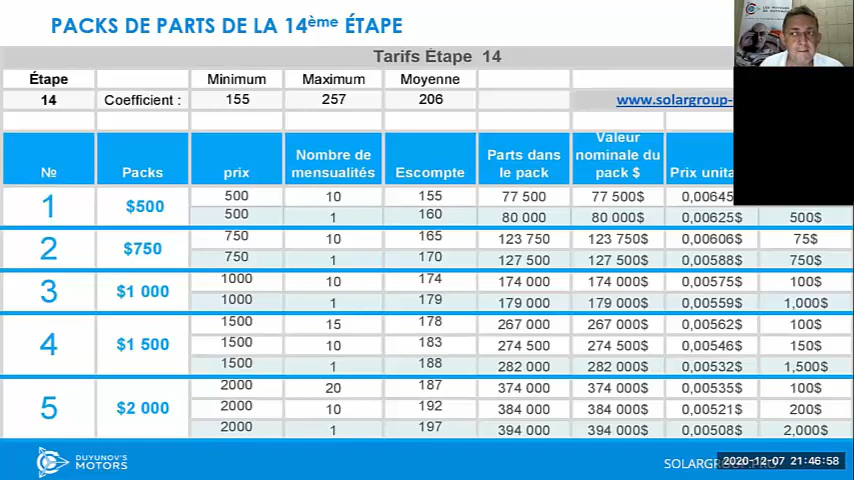 PACKS DE PARTS DE LA 14ème ÉTAPE
Tarifs Étape 14
Étape Minimum Maximum Moyenne
14 Coefficient : 155 257 206 www.solargroup-
№ Packs prix Nombre de mensualités Escompte Parts dans le pack Valeur nominale du pack $ Prix unita
1 $500
500 10 155 77 500 77 500$ 0,00645
500 1 160 80 000 80 000$ 0,00625$ 500$
2 $750
750 10 165 123 750 123 750$ 0,00606$ 75$
750 1 170 127 500 127 500$ 0,00588$ 750$
3 $1 000
1000 10 174 174 000 174 000$ 0,00575$ 100$
1000 1 179 179 000 179 000$ 0,00559$ 1,000$
4 $1 500
1500 15 178 267 000 267 000$ 0,00562$ 100$
1500 10 183 274 500 274 500$ 0,00546$ 150$
1500 1 188 282 000 282 000$ 0,00532$ 1,500$
5 $2 000
2000 20 187 374 000 374 000$ 0,00535$ 100$
2000 10 192 384 000 384 000$ 0,00521$ 200$
2000 1 197 394 000 394 000$ 0,00508$ 2,000$
DUYUNOV'S
MOTORS
2020-12-07 21:46:58